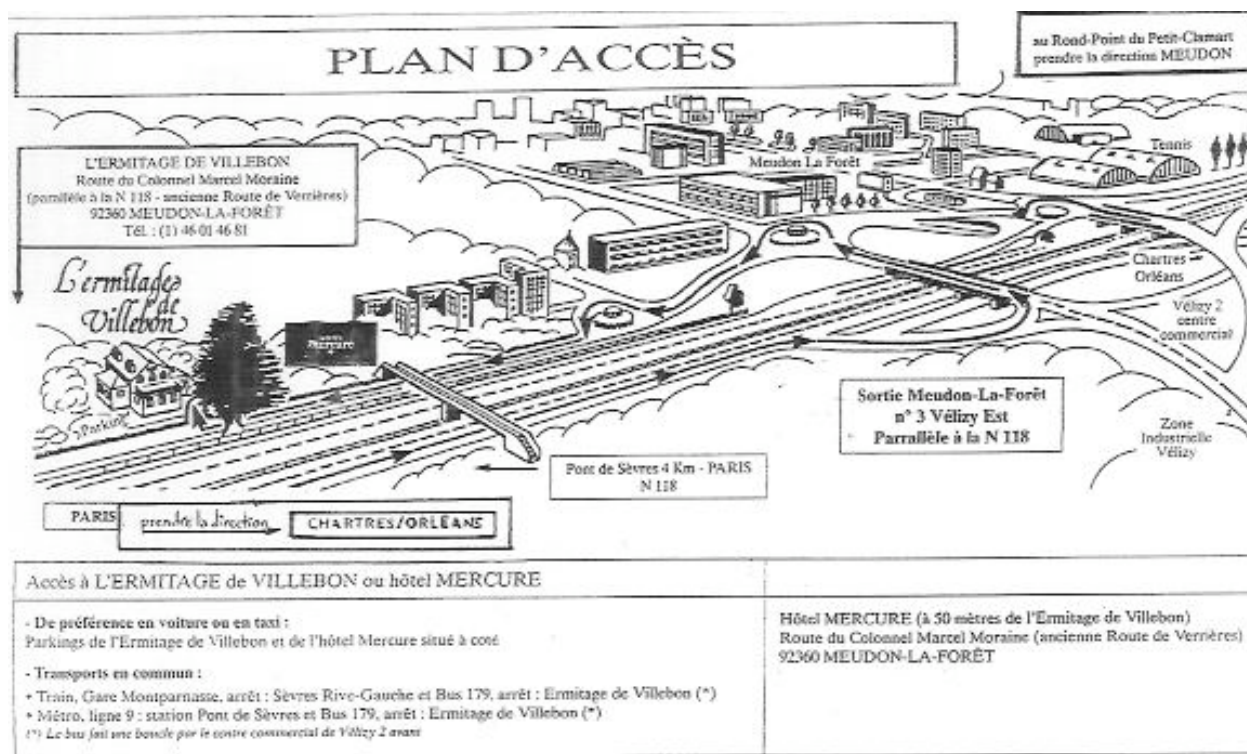 PLAN D'ACCÈS
au Rond-Point du Petit-Clamart
prendre la direction MEUDON
L'ERMITAGE DE VILLEBON
Route du Colonnel Marcel Moraine
(parallèle à la N 118 - ancienne Route de Verrières)
92360 MEUDON-LA-FORÊT
Tél. : (1) 46 01 46 81
Meudon La Forêt
Tennis
L'ermitage
de
Villebon
Mercure
Parking
Chartres
Orléans
Vélizy 2
centre
commercial
Sortie Meudon-La-Forêt
n° 3 Vélizy Est
Parrallèle à la N 118
Zone
Industrielle
Vélizy
Pont de Sèvres 4 Km - PARIS
N 118
PARIS
prendre la direction
CHARTRES/ORLÉANS
Accès à L'ERMITAGE de VILLEBON ou hôtel MERCURE
- De préférence en voiture ou en taxi :
Parkings de l'Ermitage de Villebon et de l'hôtel Mercure situé à coté
- Transports en commun :
• Train, Gare Montparnasse, arrêt : Sèvres Rive-Gauche et Bus 179, arrêt : Ermitage de Villebon (*)
• Métro, ligne 9 : station Pont de Sèvres et Bus 179, arrêt : Ermitage de Villebon (*)
(*) Le bus fait une boucle par le centre commercial de Vélizy 2 avant
Hôtel MERCURE (à 50 mètres de l'Ermitage de Villebon)
Route du Colonnel Marcel Moraine (ancienne Route de Verrières)
92360 MEUDON-LA-FORÊT